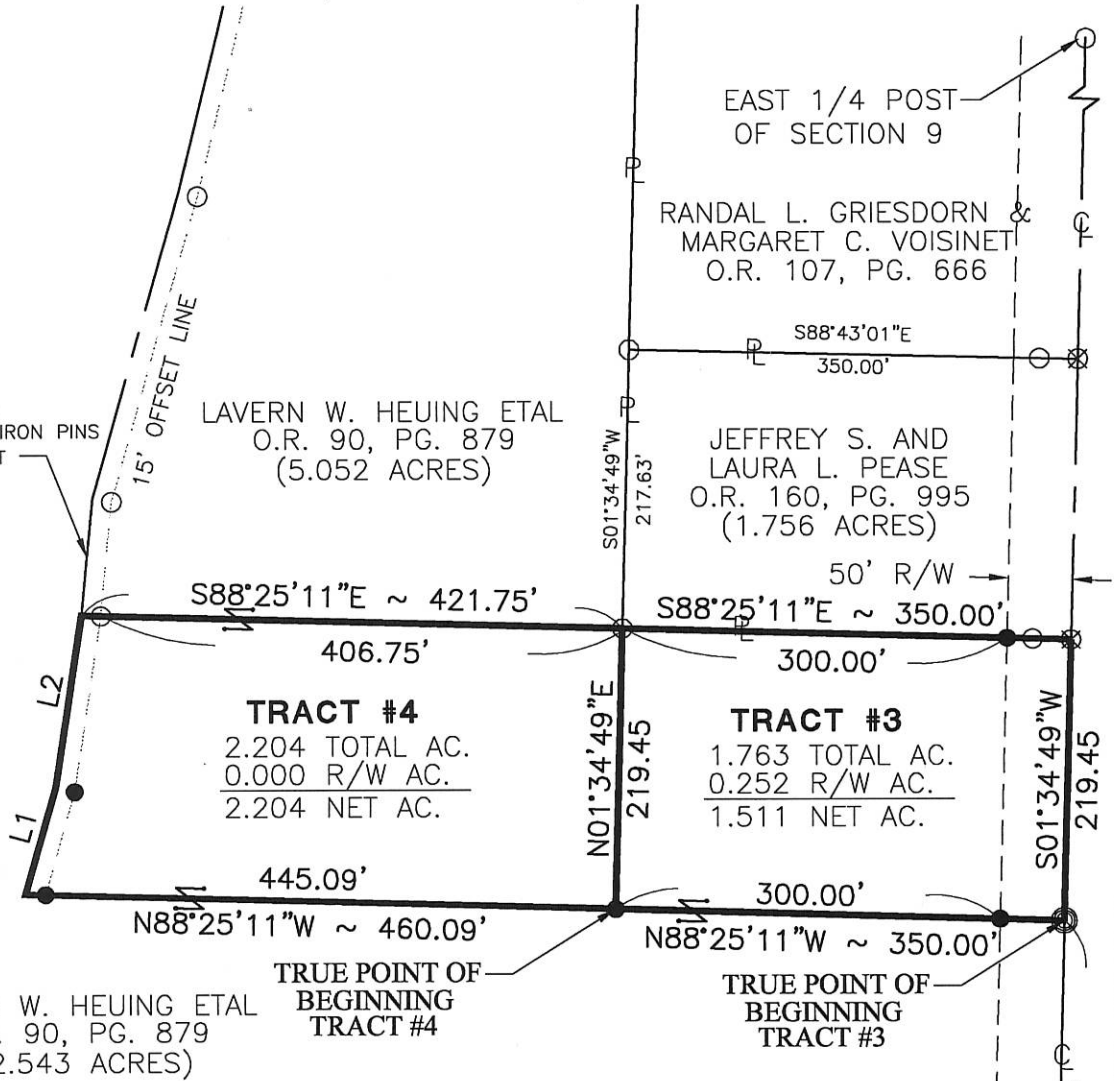 EAST 1/4 POST
OF SECTION 9
RANDAL L. GRIESDORN &
MARGARET C. VOISINET
O.R. 107, PG. 666
℄
P̲L
S88°43'01"E
350.00'
PL
15' OFFSET LINE
IRON PINS
T
LAVERN W. HEUING ETAL
O.R. 90, PG. 879
(5.052 ACRES)
PL
S01°34'49"W
217.63'
JEFFREY S. AND
LAURA L. PEASE
O.R. 160, PG. 995
(1.756 ACRES)
50' R/W
S88°25'11"E ~ 421.75'
406.75'
S88°25'11"E ~ 350.00'
PL
300.00'
L2
L1
TRACT #4
2.204 TOTAL AC.
0.000 R/W AC.
2.204 NET AC.
N01°34'49"E
219.45
TRACT #3
1.763 TOTAL AC.
0.252 R/W AC.
1.511 NET AC.
S01°34'49"W
219.45
445.09'
N88°25'11"W ~ 460.09'
300.00'
N88°25'11"W ~ 350.00'
TRUE POINT OF
BEGINNING
TRACT #4
TRUE POINT OF
BEGINNING
TRACT #3
W. HEUING ETAL
. 90, PG. 879
2.543 ACRES)
℄